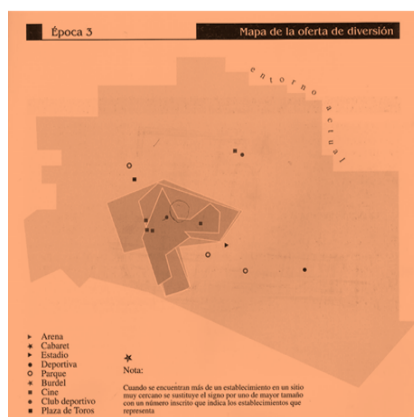 Época 3
Mapa de la oferta de diversión
entorno actual
Arena
Cabaret
Estadio
Deportiva
Parque
Burdel
Cine
Club deportivo
Plaza de Toros
Nota:
Cuando se encuentran más de un establecimiento en un sitio
muy cercano se sustituye el signo por uno de mayor tamaño
con un número inscrito que indica los establecimientos que
representa